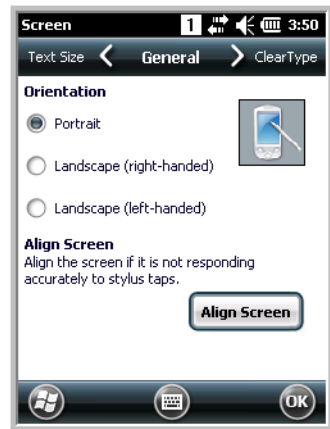 Screen 1 3:50
Text Size General ClearType
Orientation
Portrait
Landscape (right-handed)
Landscape (left-handed)
Align Screen
Align the screen if it is not responding
accurately to stylus taps.
Align Screen
OK